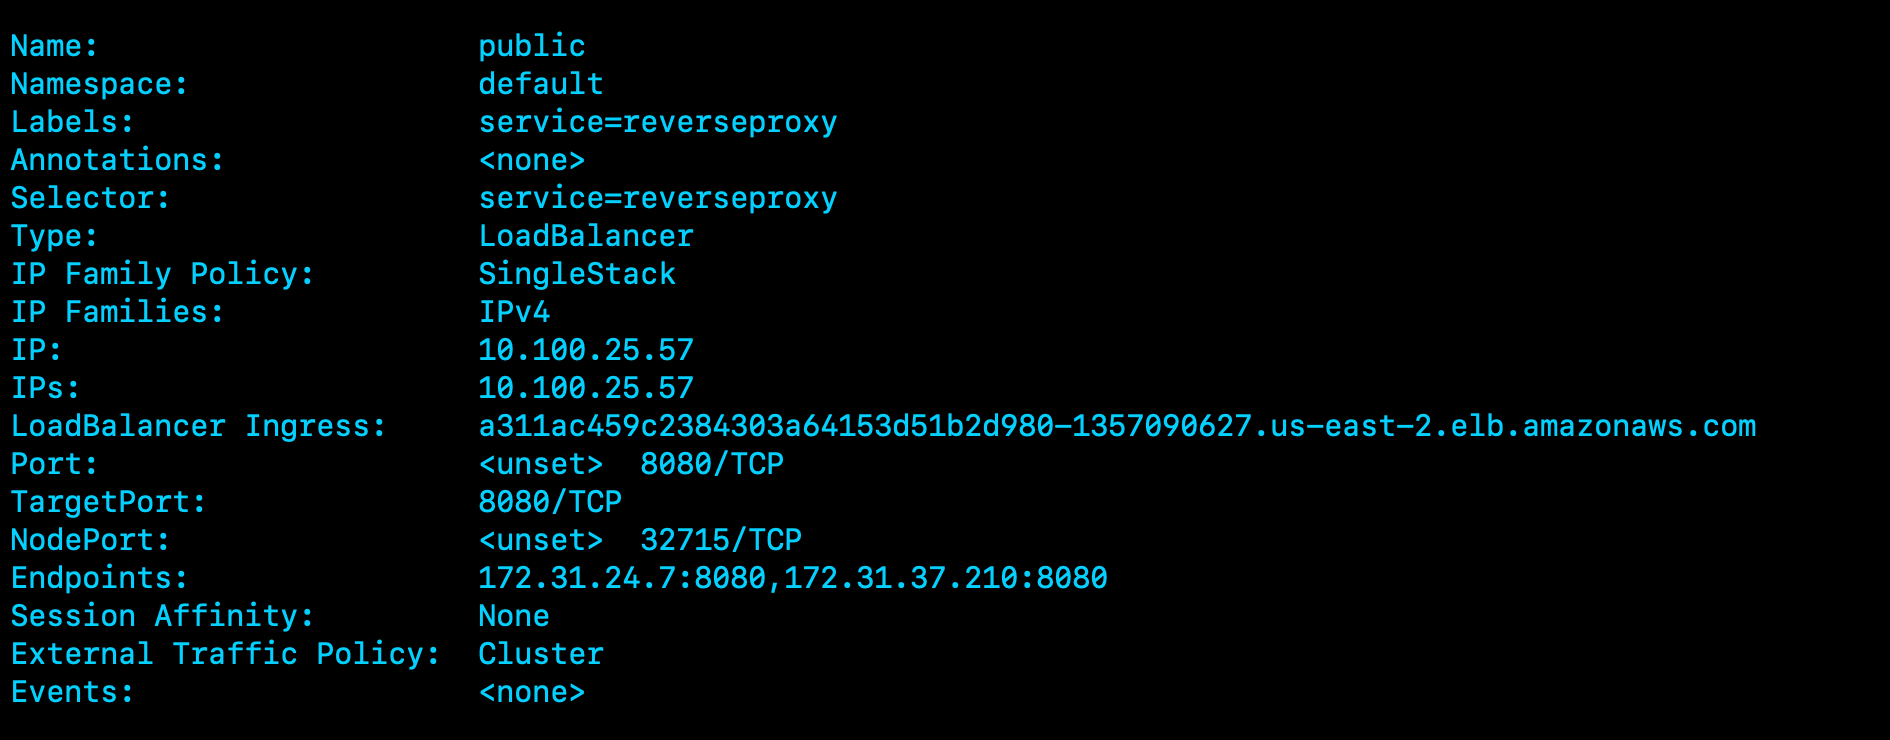 Name: public
Namespace: default
Labels: service=reverseproxy
Annotations: <none>
Selector: service=reverseproxy
Type: LoadBalancer
IP Family Policy: SingleStack
IP Families: IPv4
IP: 10.100.25.57
IPs: 10.100.25.57
LoadBalancer Ingress: a311ac459c2384303a64153d51b2d980-1357090627.us-east-2.elb.amazonaws.com
Port: <unset> 8080/TCP
TargetPort: 8080/TCP
NodePort: <unset> 32715/TCP
Endpoints: 172.31.24.7:8080,172.31.37.210:8080
Session Affinity: None
External Traffic Policy: Cluster
Events: <none>